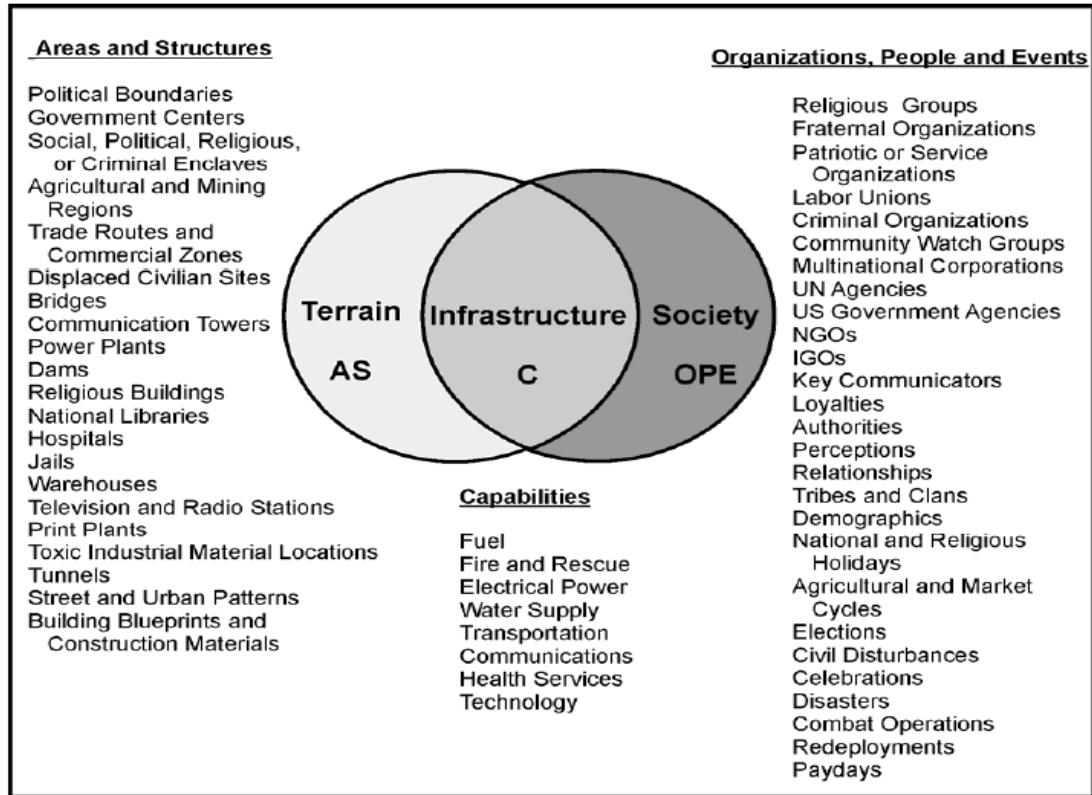 Areas and Structures
Political Boundaries
Government Centers
Social, Political, Religious,
or Criminal Enclaves
Agricultural and Mining
Regions
Trade Routes and
Commercial Zones
Displaced Civilian Sites
Bridges
Communication Towers
Power Plants
Dams
Religious Buildings
National Libraries
Hospitals
Jails
Warehouses
Television and Radio Stations
Print Plants
Toxic Industrial Material Locations
Tunnels
Street and Urban Patterns
Building Blueprints and
Construction Materials
Terrain
AS
Infrastructure
C
Society
OPE
Capabilities
Fuel
Fire and Rescue
Electrical Power
Water Supply
Transportation
Communications
Health Services
Technology
Organizations, People and Events
Religious Groups
Fraternal Organizations
Patriotic or Service
Organizations
Labor Unions
Criminal Organizations
Community Watch Groups
Multinational Corporations
UN Agencies
US Government Agencies
NGOs
IGOs
Key Communicators
Loyalties
Authorities
Perceptions
Relationships
Tribes and Clans
Demographics
National and Religious
Holidays
Agricultural and Market
Cycles
Elections
Civil Disturbances
Celebrations
Disasters
Combat Operations
Redeployments
Paydays